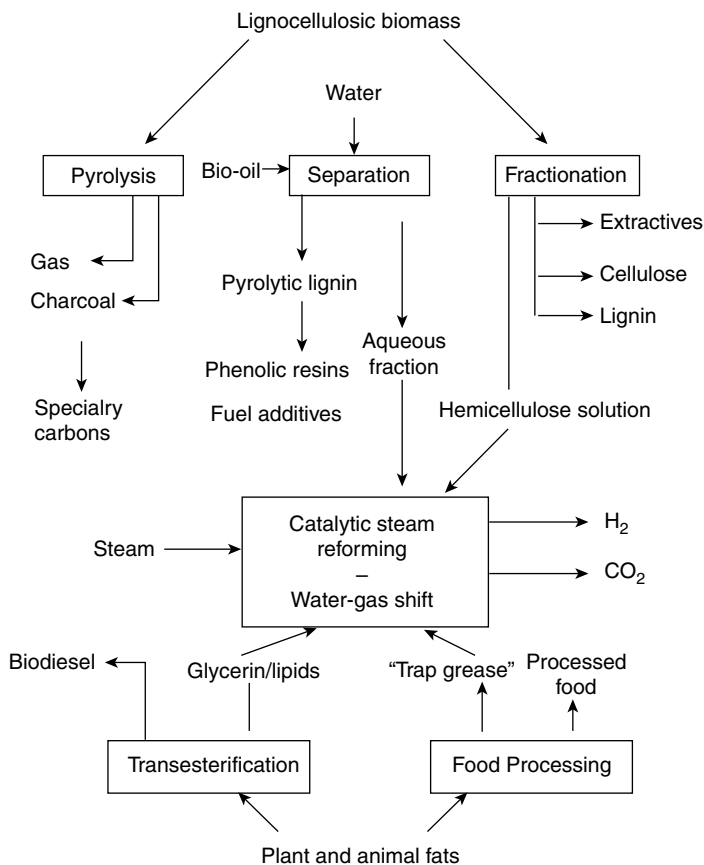 Lignocellulosic biomass
Water
Pyrolysis
Bio-oil
Separation
Fractionation
Extractives
Gas
Cellulose
Pyrolytic lignin
Charcoal
Lignin
Aqueous
fraction
Phenolic resins
Specialry
carbons
Fuel additives
Hemicellulose solution
Catalytic steam
reforming
–
Water-gas shift
Steam
H₂
CO₂
Biodiesel
Glycerin/lipids
“Trap grease”
Processed
food
Transesterification
Food Processing
Plant and animal fats